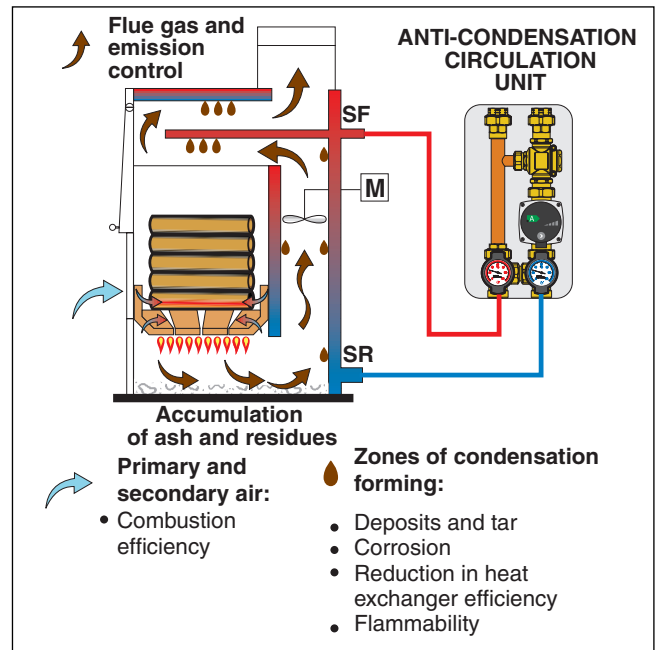 Flue gas and
emission
control
ANTI-CONDENSATION
CIRCULATION
UNIT
SF
M
A
SR
Accumulation
of ash and residues
Primary and
secondary air:
• Combustion
efficiency
Zones of condensation
forming:
• Deposits and tar
• Corrosion
• Reduction in heat
exchanger efficiency
• Flammability